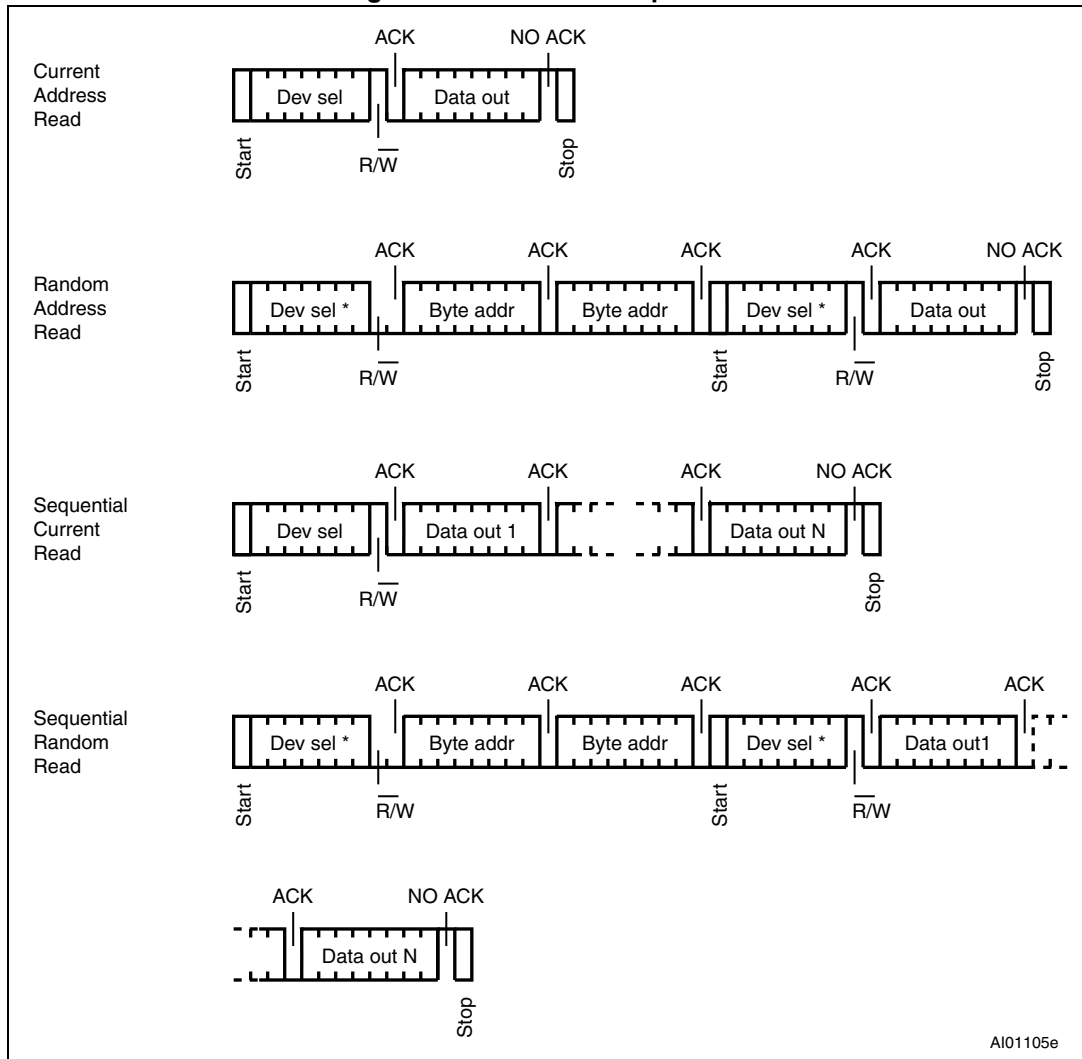 ACK NO ACK
Current
Address
Read
Dev sel Data out
Start R/W̅ Stop
ACK ACK ACK ACK NO ACK
Random
Address
Read
Dev sel * Byte addr Byte addr Dev sel * Data out
Start R/W̅ Start R/W̅ Stop
ACK ACK ACK NO ACK
Sequential
Current
Read
Dev sel Data out 1 Data out N
Start R/W̅ Stop
ACK ACK ACK ACK ACK
Sequential
Random
Read
Dev sel * Byte addr Byte addr Dev sel * Data out1
Start R̅/W Start R̅/W
ACK NO ACK
Data out N
Stop
AI01105e